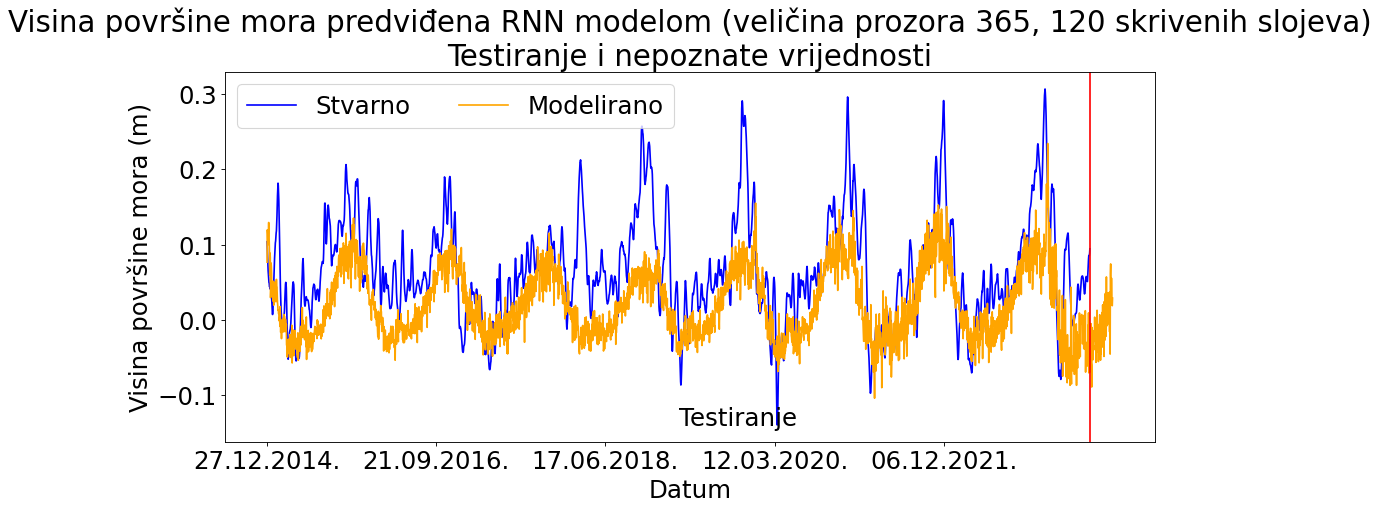 Visina površine mora predviđena RNN modelom (veličina prozora 365, 120 skrivenih slojeva)
Testiranje i nepoznate vrijednosti
Stvarno
Modelirano
Visina površine mora (m)
0.3
0.2
0.1
0.0
−0.1
Testiranje
27.12.2014.
21.09.2016.
17.06.2018.
12.03.2020.
06.12.2021.
Datum